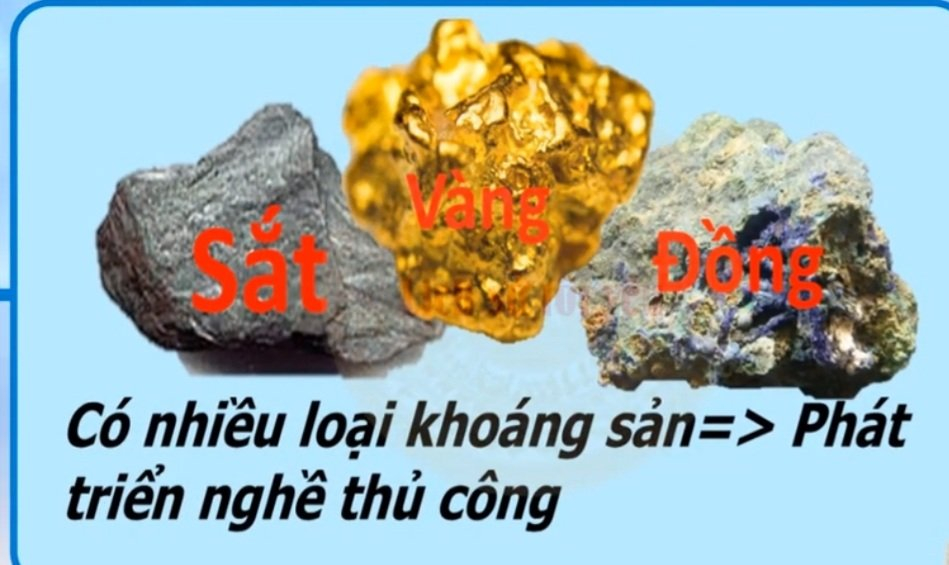 Vàng
Sắt
Đồng
Có nhiều loại khoáng sản=> Phát
triển nghề thủ công